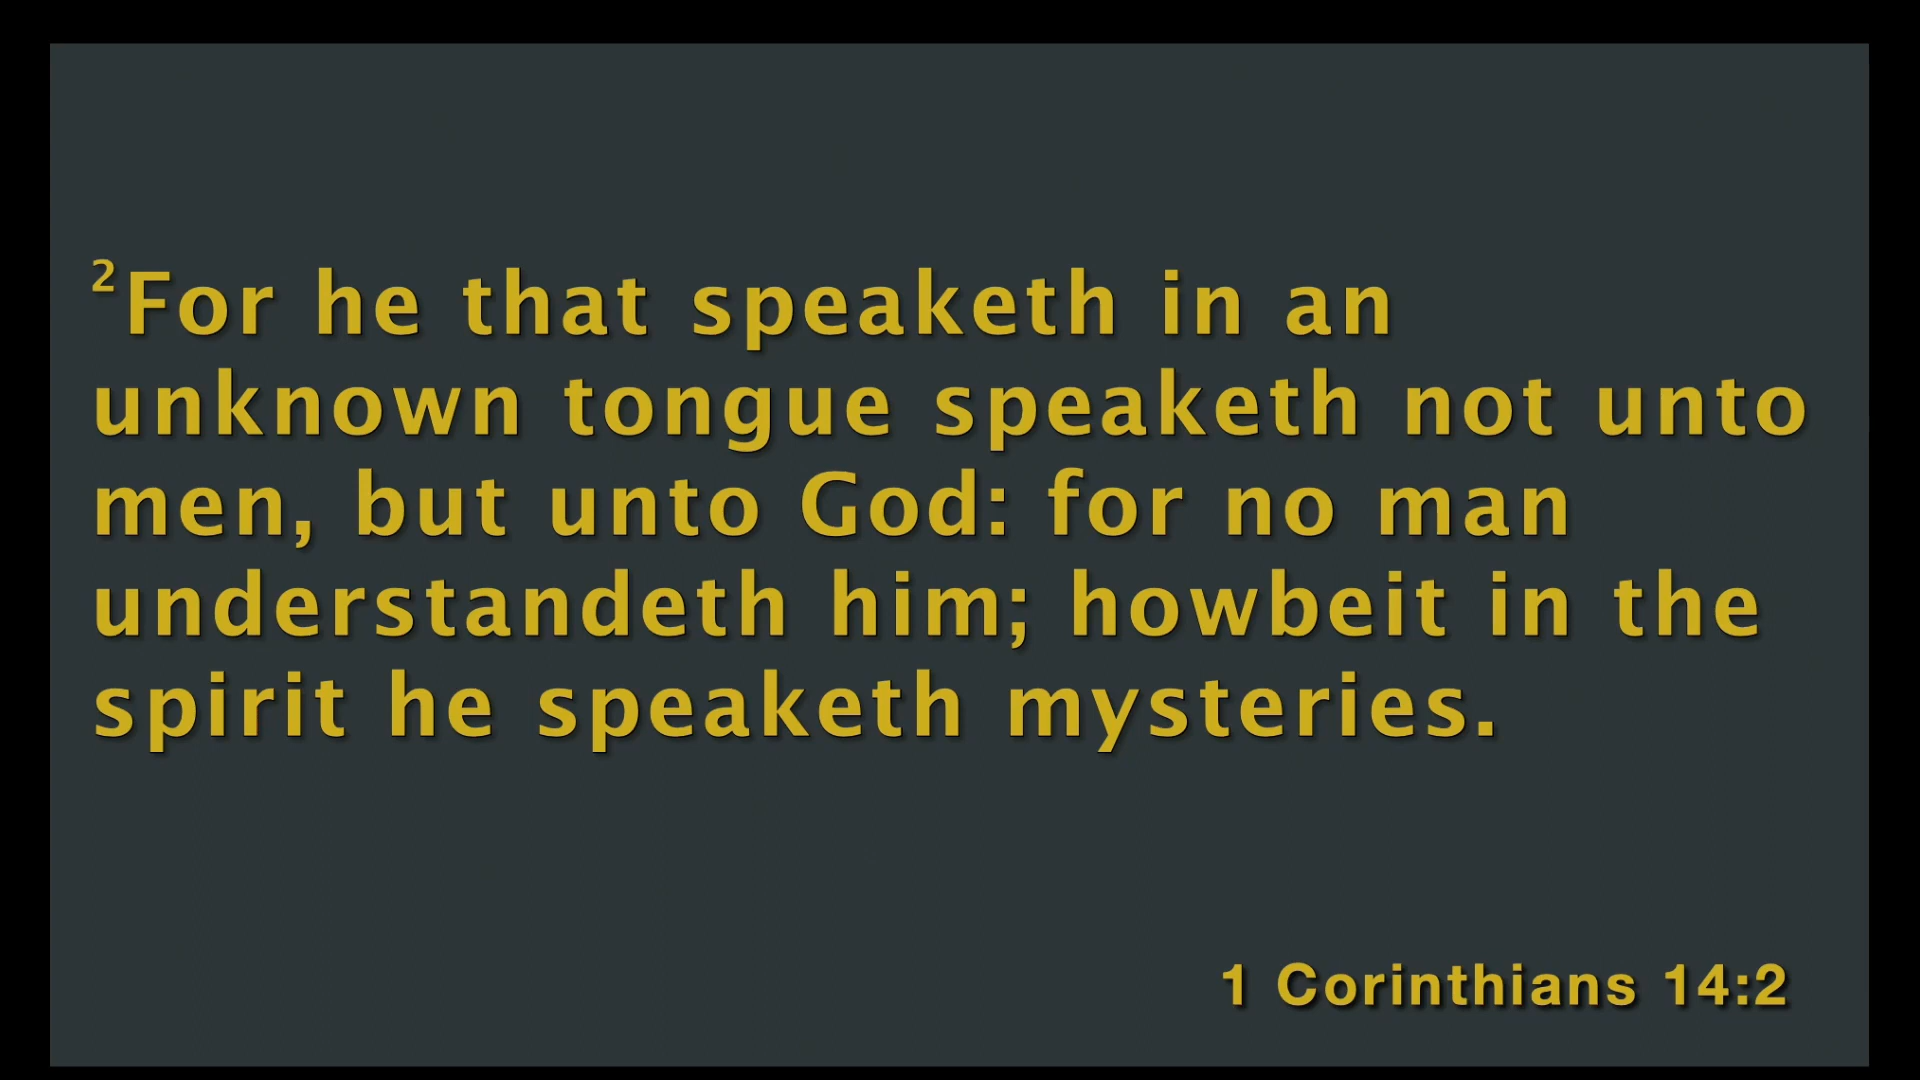 ²For he that speaketh in an
unknown tongue speaketh not unto
men, but unto God: for no man
understandeth him; howbeit in the
spirit he speaketh mysteries.
1 Corinthians 14:2